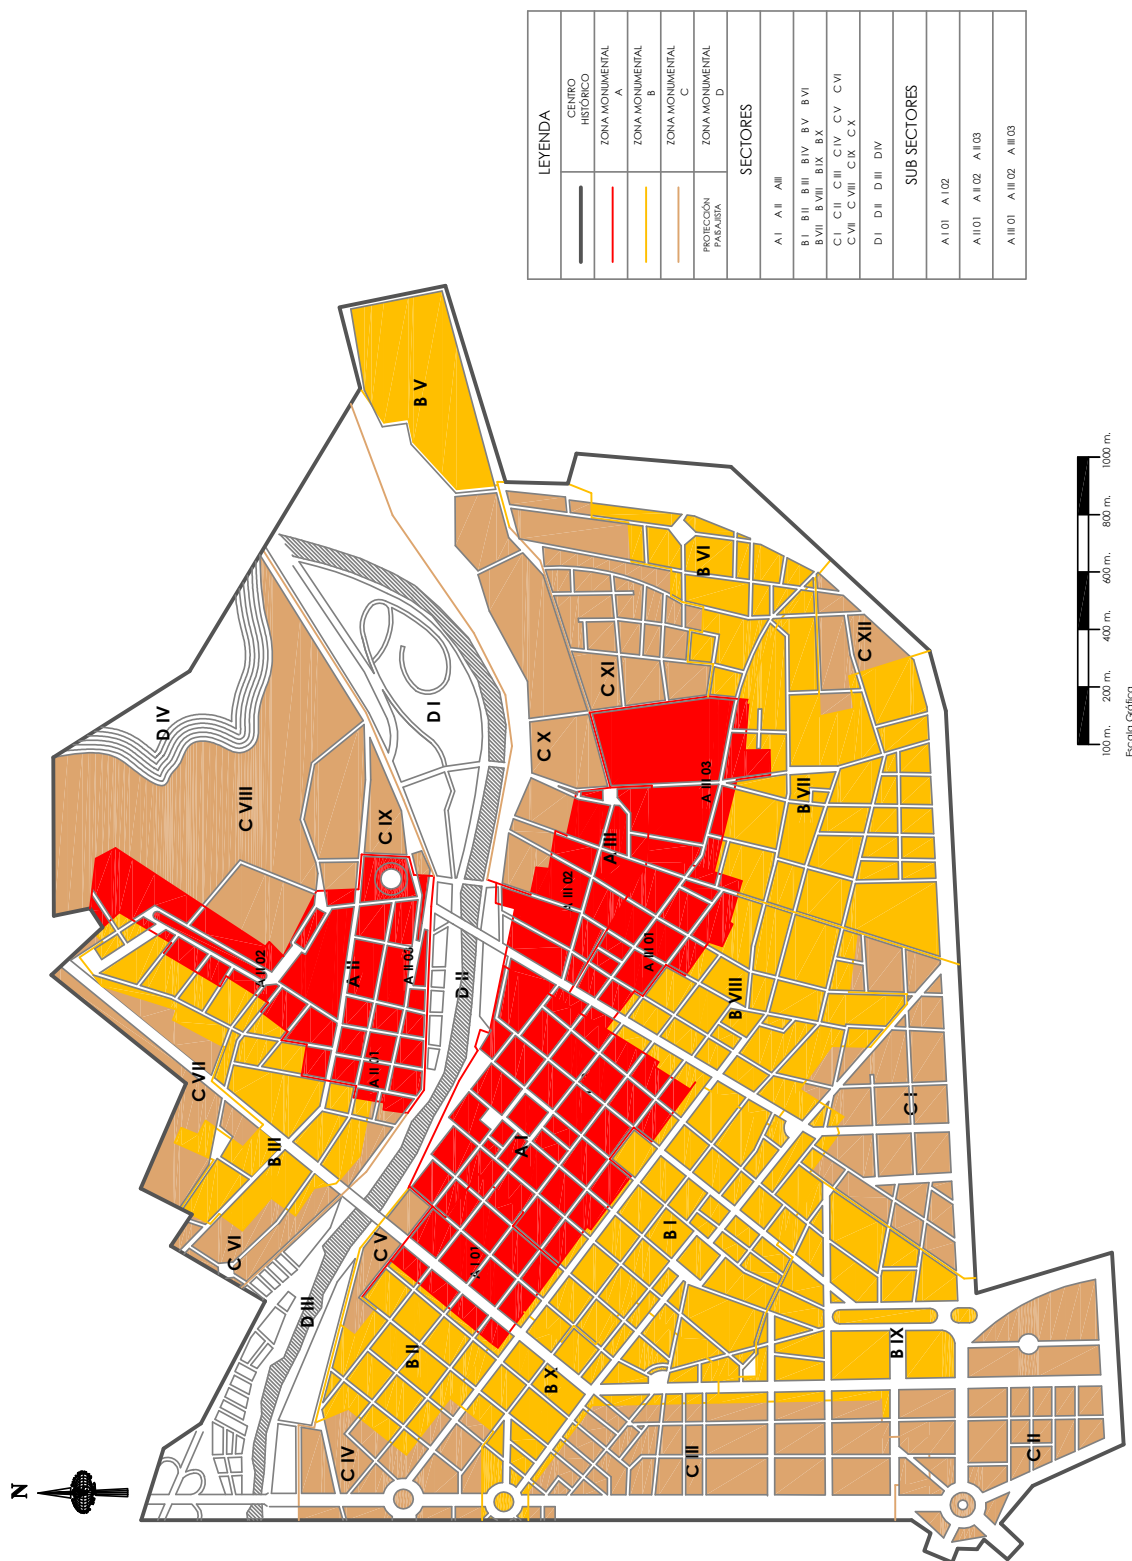 LEYENDA
CENTRO
HISTÓRICO
ZONA MONUMENTAL
A
ZONA MONUMENTAL
B
ZONA MONUMENTAL
C
PROTECCIÓN
PAISAJISTA
ZONA MONUMENTAL
D
SECTORES
A I A II AIII
B I B II B III B IV B V B VI
B VII B VIII B IX B X
C I C II C III C IV C V C VI
C VII C VIII C IX C X
D I D II D III D IV
SUB SECTORES
A I 01 A I 02
A II 01 A II 02 A II 03
A III 01 A III 02 A III 03
B V
D IV
D I
C VIII
C IX
C X
C XI
B VI
C XII
A III 03
B VII
A III
A III 02
A III 01
A II 02
A II
A II 03
A II 01
D II
B VIII
C VII
B III
A I
C I
C VI
C V
A I 01
B I
D III
B II
B X
B IX
C IV
C III
C II
N
100 m.
200 m.
400 m.
600 m.
800 m.
1000 m.
Escala Gráfica